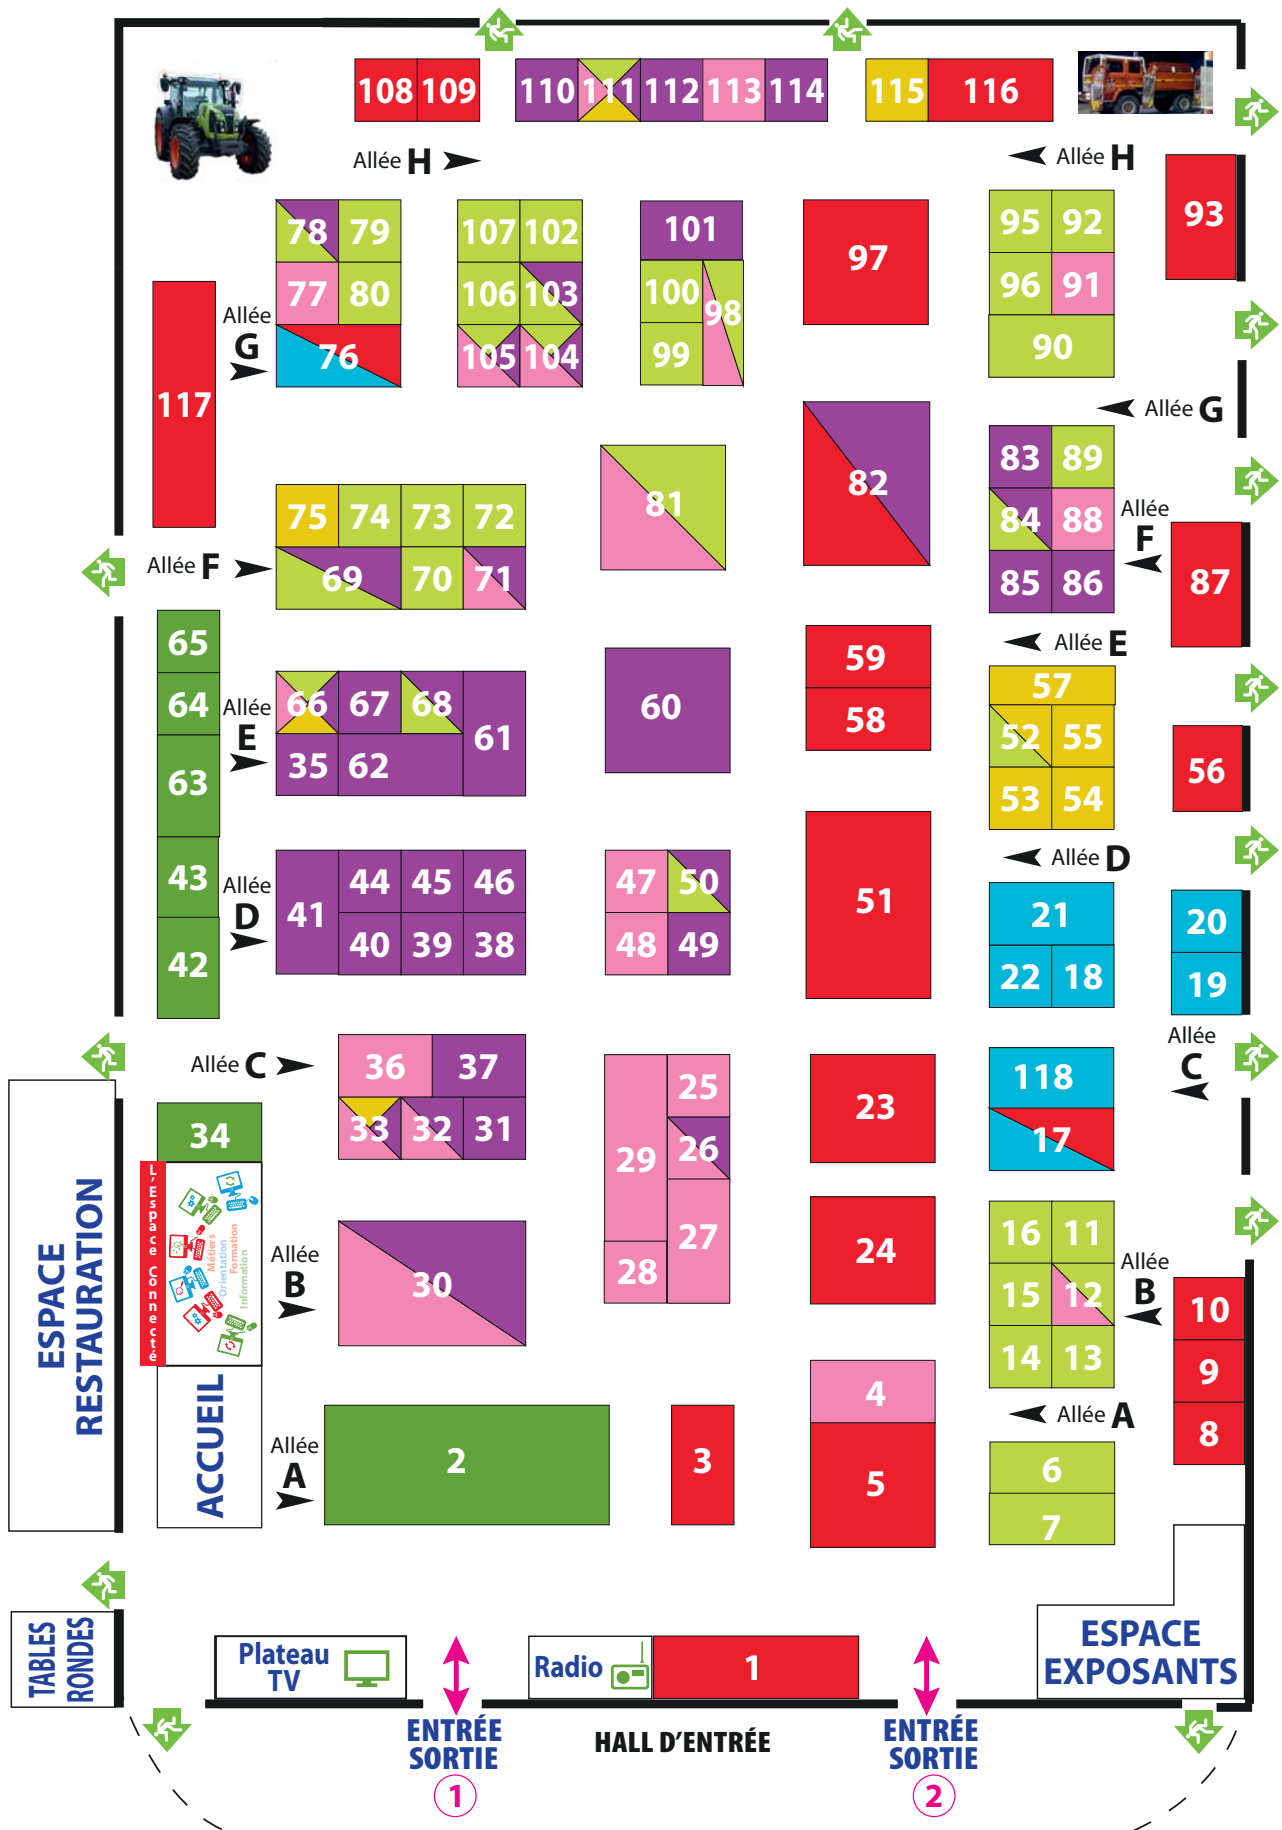 108 109 110 111 112 113 114 115 116
Allée H
Allée H
93
78 79
77 80
76
107 102
106 103
105 104
101
100 98
99
97
95 92
96 91
90
Allée
G
117
Allée G
83 89
84 88
85 86
Allée
F
87
82
81
75 74 73 72
69 70 71
Allée F
65
64
63
43
42
Allée
E
66 67 68 61
35 62
60
59
58
Allée E
57
52 55
53 54
56
Allée D
Allée
D
41 44 45 46
40 39 38
47 50
48 49
51
21
22 18
20
19
Allée
C
Allée C
36 37
33 32 31
29 25
26
27
28
23
24
118
17
34
L'Espace Connecté
Métiers
Orientation
Formation
Information
ESPACE
RESTAURATION
Allée
B
30
16 11
15 12
14 13
Allée
B
10
9
8
4
5
Allée A
6
7
ACCUEIL
Allée
A
2
3
TABLES
RONDES
Plateau
TV
Radio
1
ESPACE
EXPOSANTS
ENTRÉE
SORTIE
1
HALL D'ENTRÉE
ENTRÉE
SORTIE
2